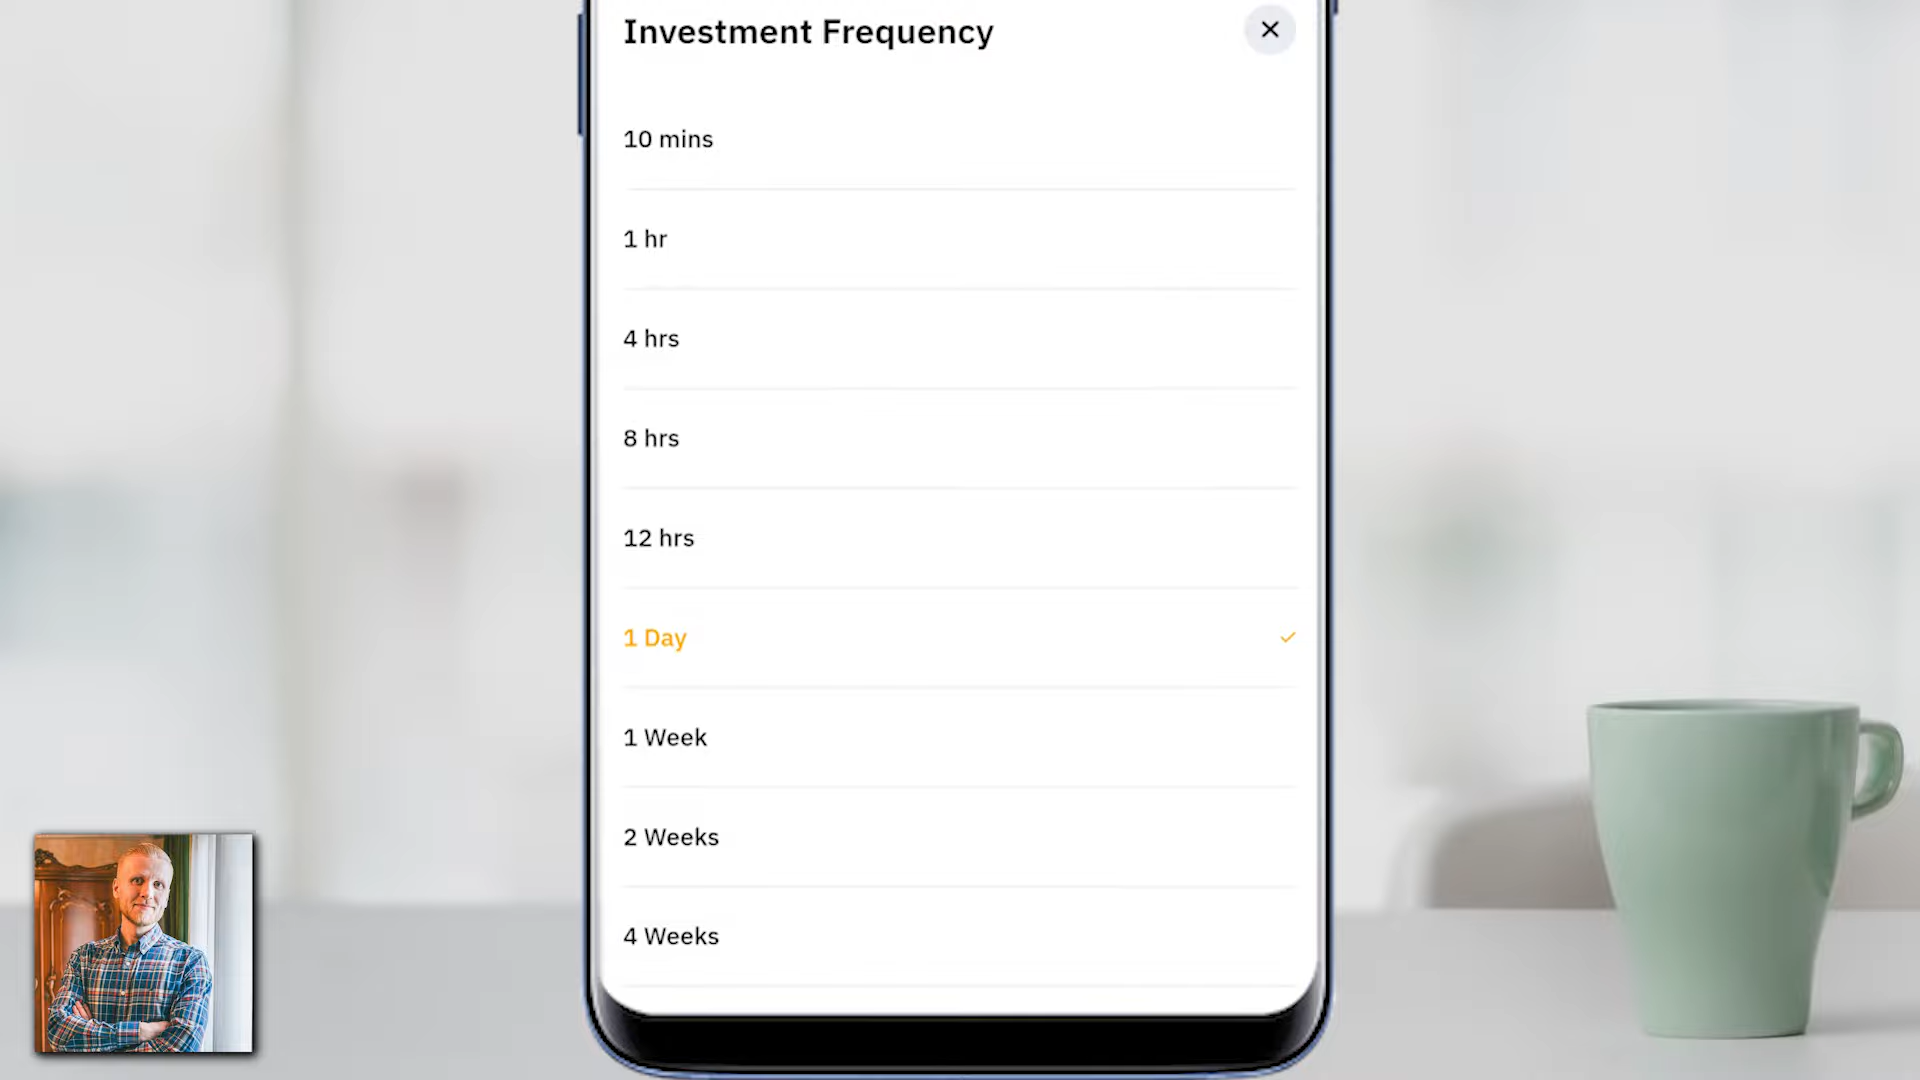 Investment Frequency
10 mins
1 hr
4 hrs
8 hrs
12 hrs
1 Day
1 Week
2 Weeks
4 Weeks